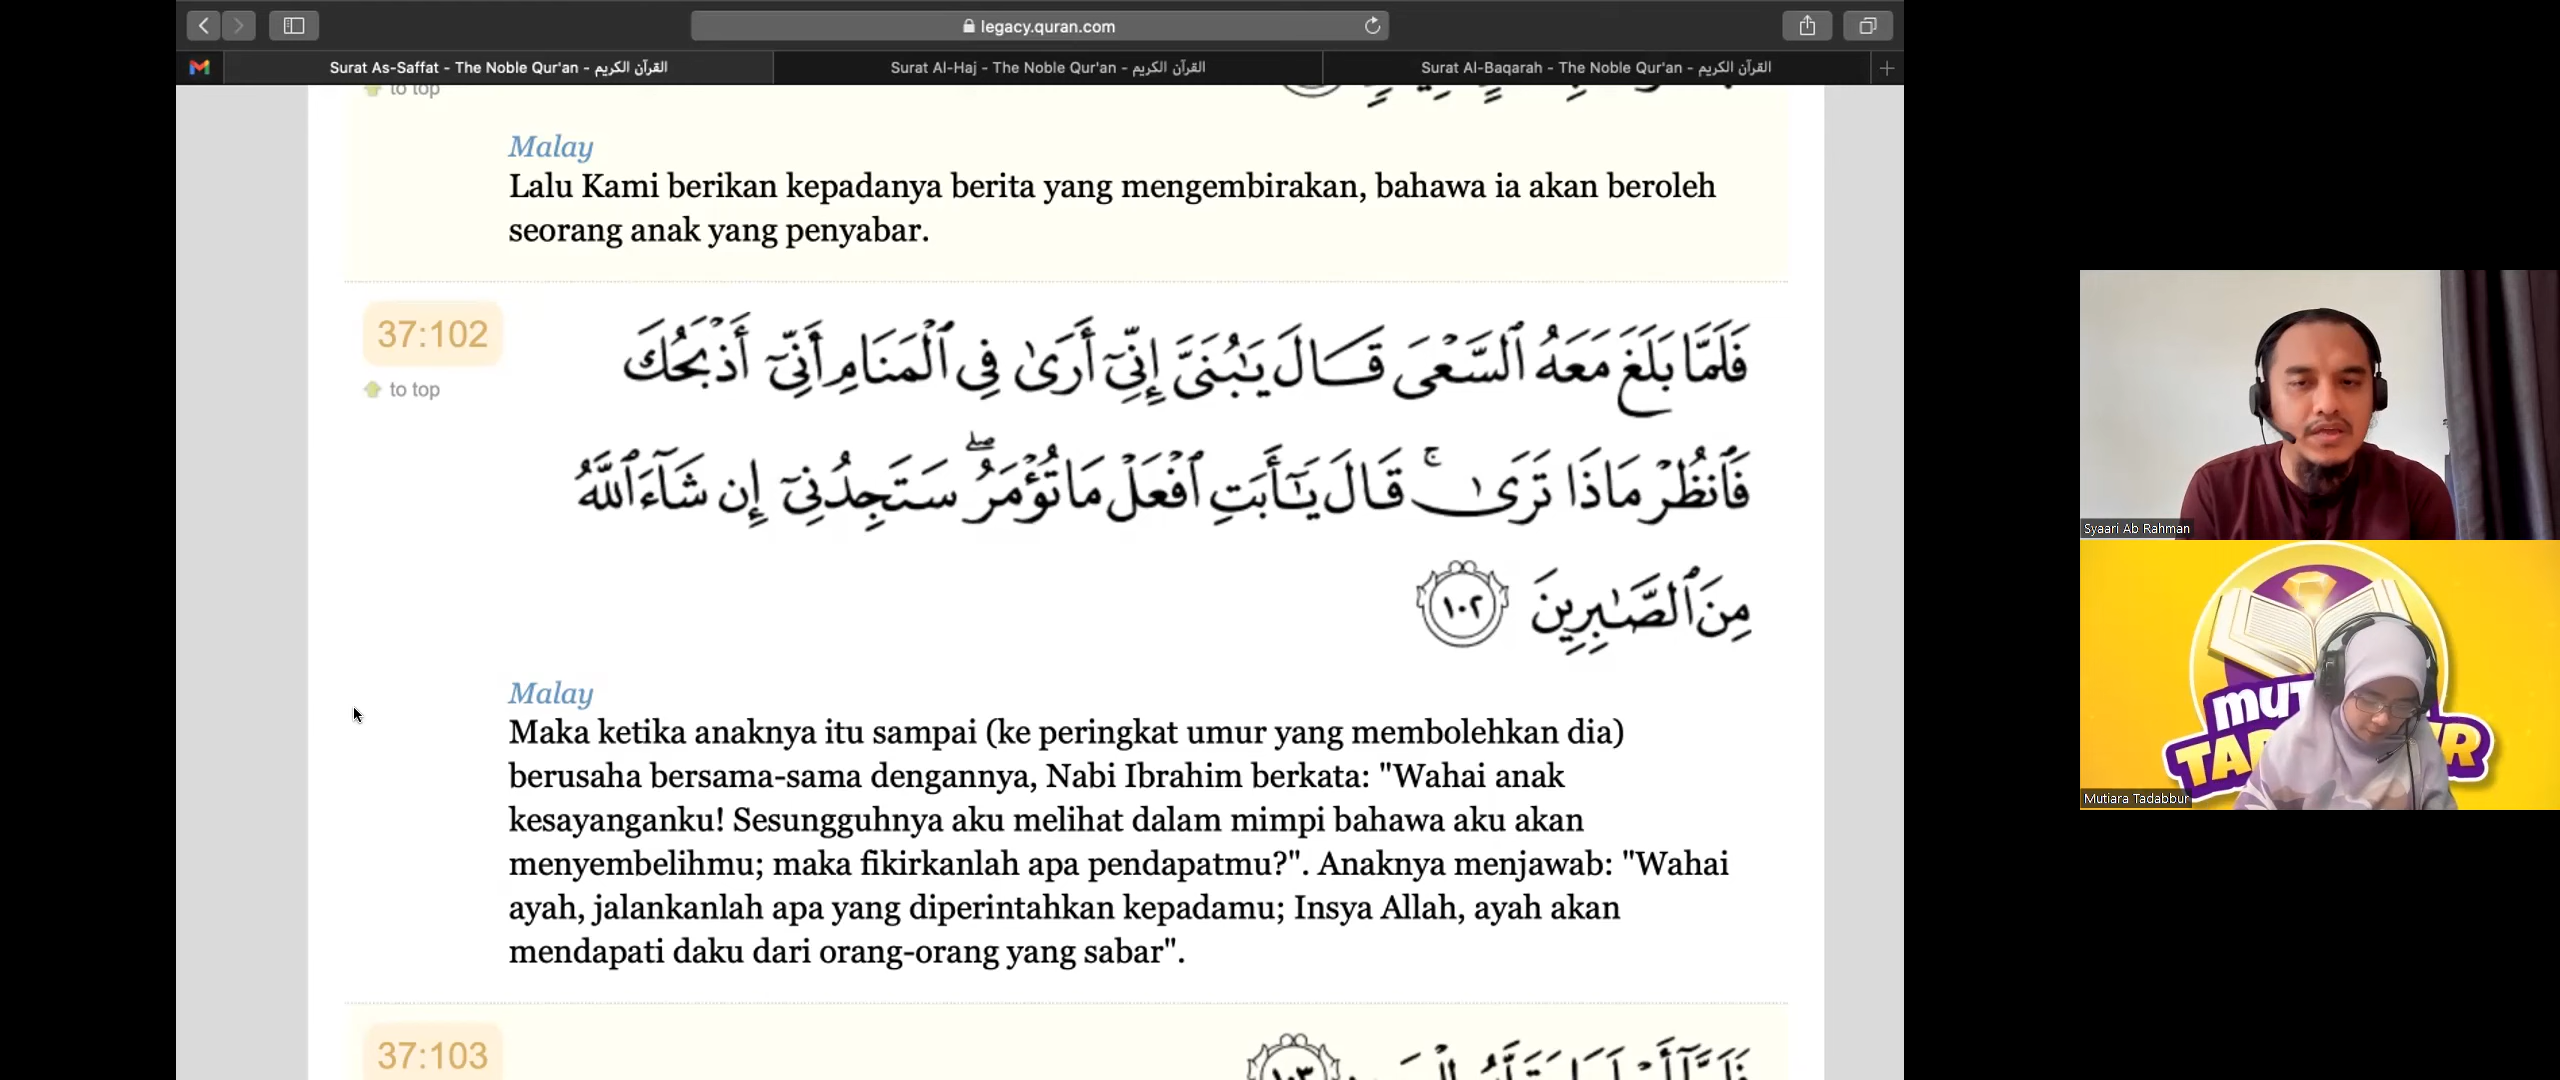 legacy.quran.com
Surat As-Saffat - The Noble Qur'an - القرآن الكريم
Surat Al-Haj - The Noble Qur'an - القرآن الكريم
Surat Al-Baqarah - The Noble Qur'an - القرآن الكريم
to top
Malay
Lalu Kami berikan kepadanya berita yang mengembirakan, bahawa ia akan beroleh
seorang anak yang penyabar.
37:102
to top
فَلَمَّا بَلَغَ مَعَهُ ٱلسَّعْىَ قَالَ يَـٰبُنَىَّ إِنِّىٓ أَرَىٰ فِى ٱلْمَنَامِ أَنِّىٓ أَذْبَحُكَ
فَٱنظُرْ مَاذَا تَرَىٰ ۚ قَالَ يَـٰٓأَبَتِ ٱفْعَلْ مَا تُؤْمَرُ ۖ سَتَجِدُنِىٓ إِن شَآءَ ٱللَّهُ
مِنَ ٱلصَّـٰبِرِينَ ١٠٢
Malay
Maka ketika anaknya itu sampai (ke peringkat umur yang membolehkan dia)
berusaha bersama-sama dengannya, Nabi Ibrahim berkata: "Wahai anak
kesayanganku! Sesungguhnya aku melihat dalam mimpi bahawa aku akan
menyembelihmu; maka fikirkanlah apa pendapatmu?". Anaknya menjawab: "Wahai
ayah, jalankanlah apa yang diperintahkan kepadamu; Insya Allah, ayah akan
mendapati daku dari orang-orang yang sabar".
37:103
Syaari Ab Rahman
Mutiara Tadabbur